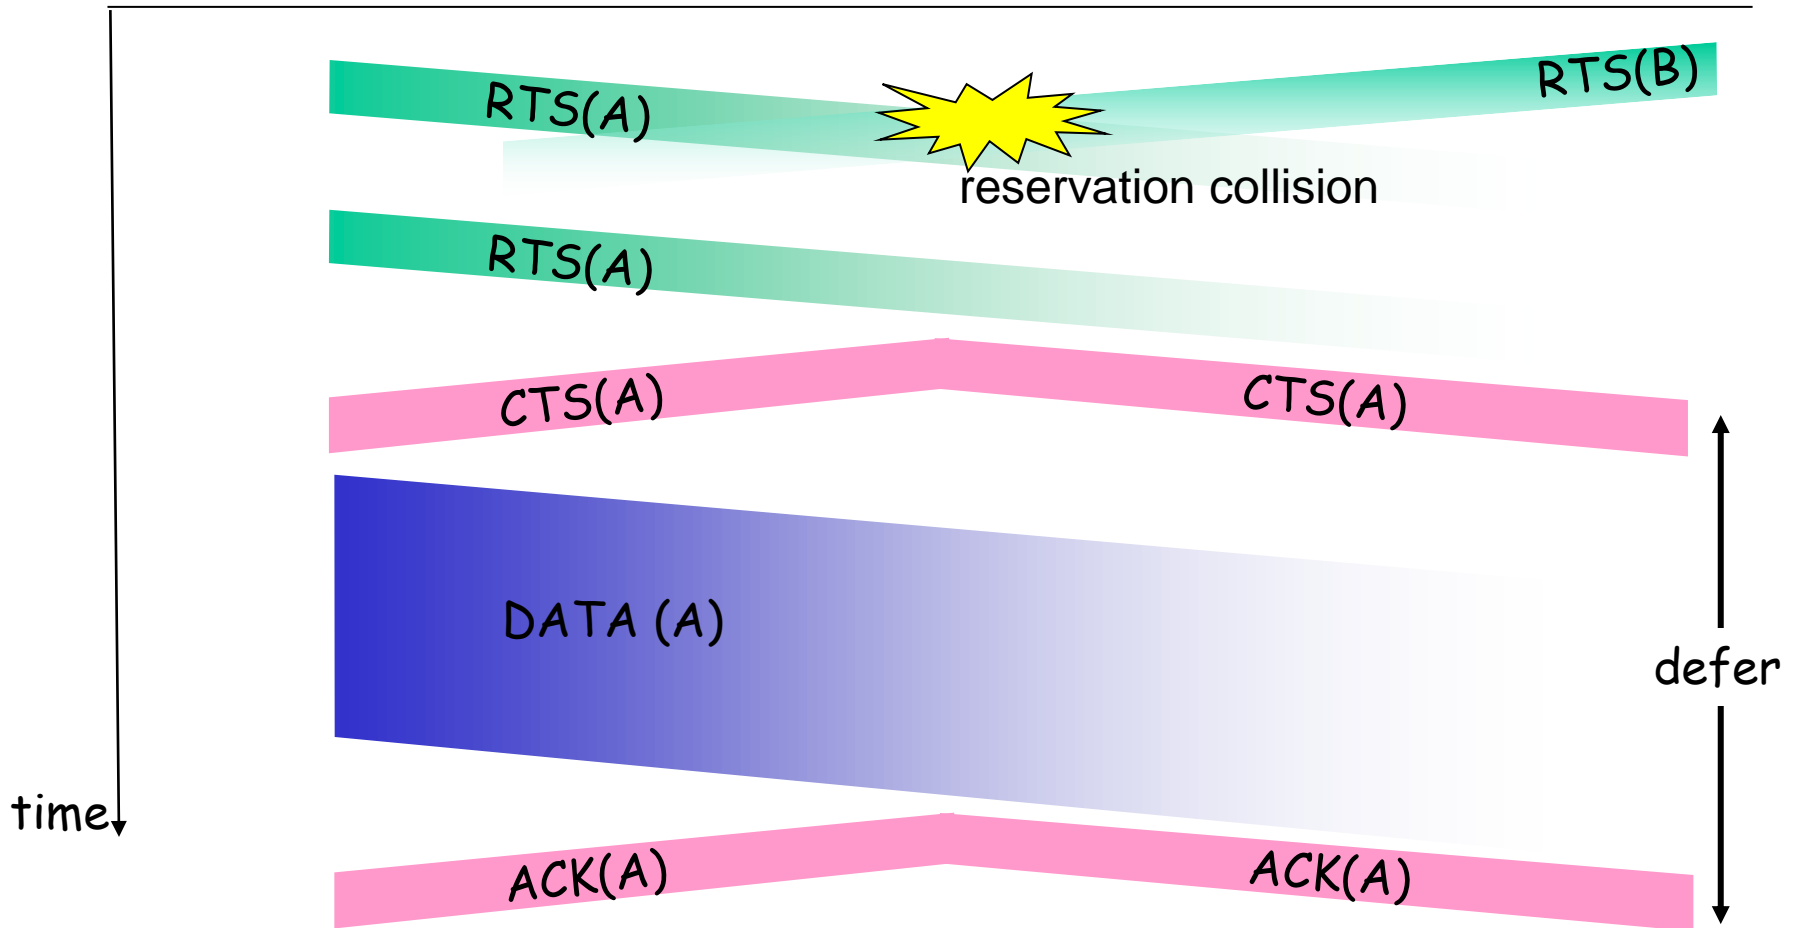 RTS(B)
RTS(A)
reservation collision
RTS(A)
CTS(A)
CTS(A)
DATA (A)
defer
time
ACK(A)
ACK(A)